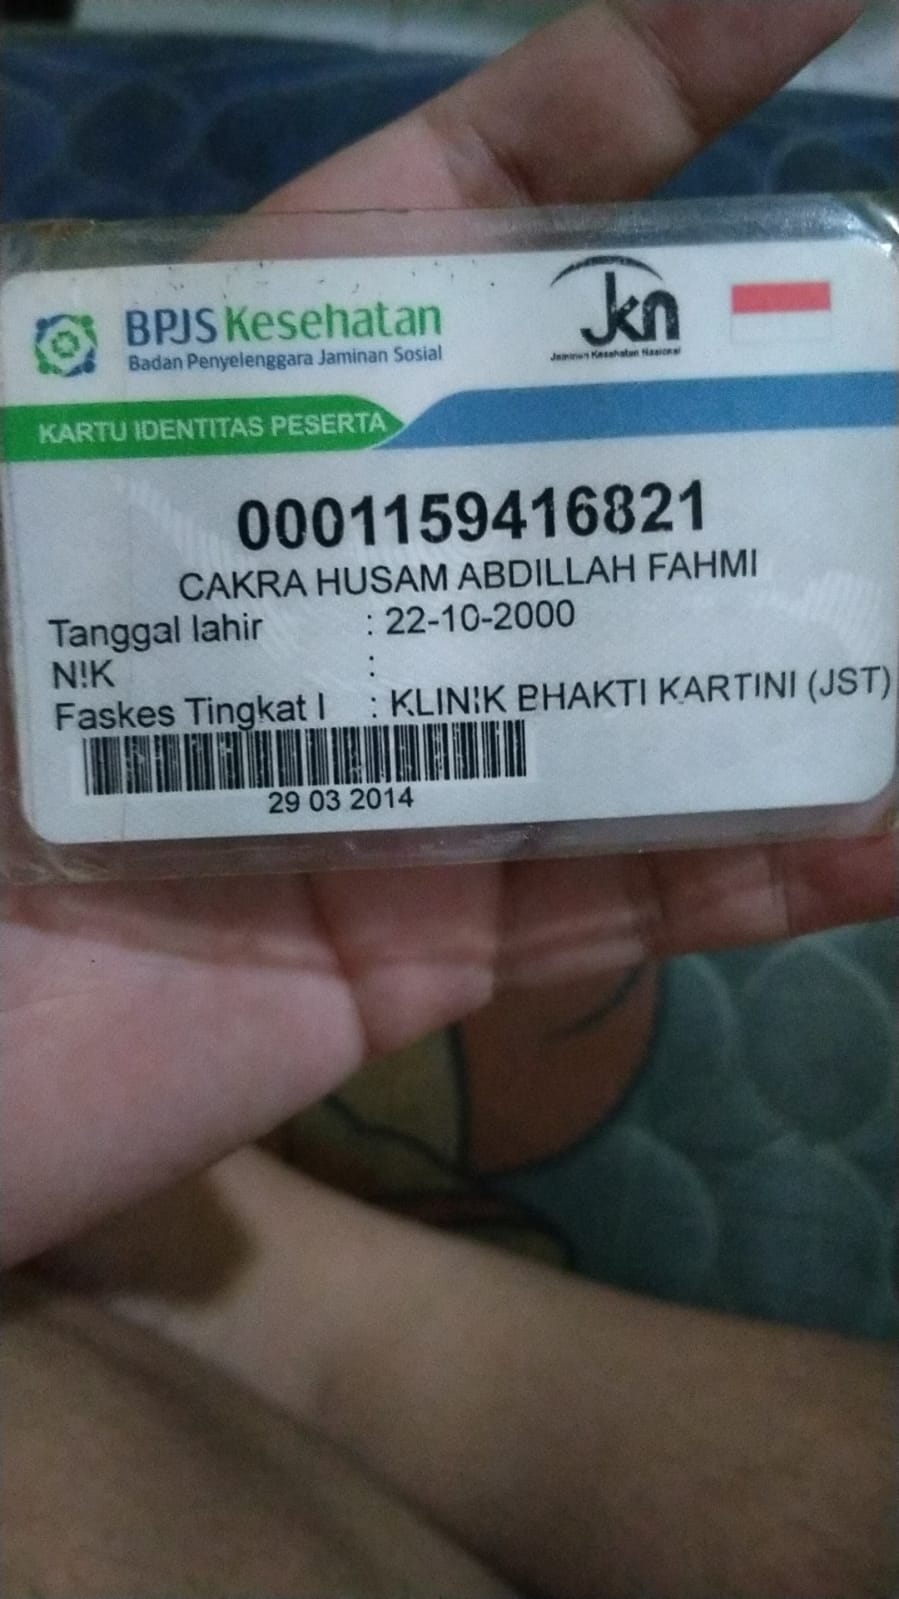 BPJS Kesehatan
Badan Penyelenggara Jaminan Sosial
Jkn
Jaminan Kesehatan Nasional
KARTU IDENTITAS PESERTA
0001159416821
CAKRA HUSAM ABDILLAH FAHMI
Tanggal lahir : 22-10-2000
NIK :
Faskes Tingkat I : KLINIK BHAKTI KARTINI (JST)
29 03 2014